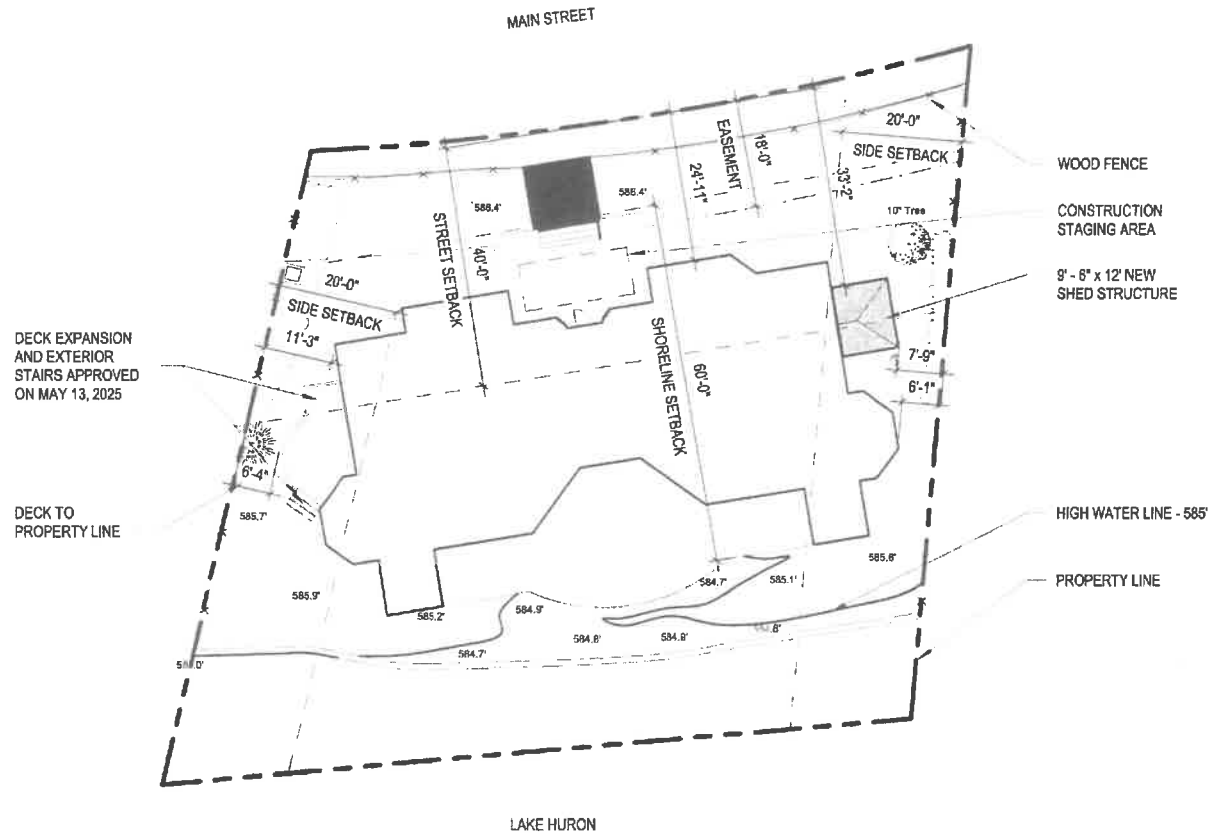 MAIN STREET
EASEMENT
18'-0"
24'-11"
33'-2"
20'-0"
SIDE SETBACK
WOOD FENCE
586.4'
586.4'
10" Tree
CONSTRUCTION
STAGING AREA
STREET SETBACK
40'-0"
9' - 6" x 12' NEW
SHED STRUCTURE
20'-0"
SIDE SETBACK
11'-3"
DECK EXPANSION
AND EXTERIOR
STAIRS APPROVED
ON MAY 13, 2025
SHORELINE SETBACK
60'-0"
7'-9"
6'-1"
6'-4"
DECK TO
PROPERTY LINE
585.7'
HIGH WATER LINE - 585'
585.6'
584.7'
585.1'
PROPERTY LINE
585.9'
585.2'
584.9'
584.8'
584.9'
584.7'
LAKE HURON